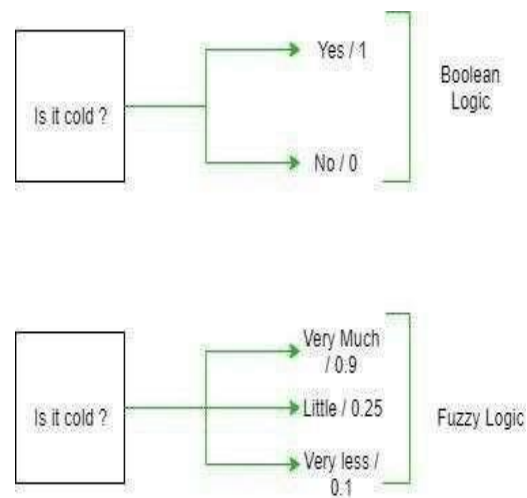 Is it cold ?
Yes / 1
No / 0
Boolean
Logic
Is it cold ?
Very Much
/ 0.9
Little / 0.25
Very less /
0.1
Fuzzy Logic